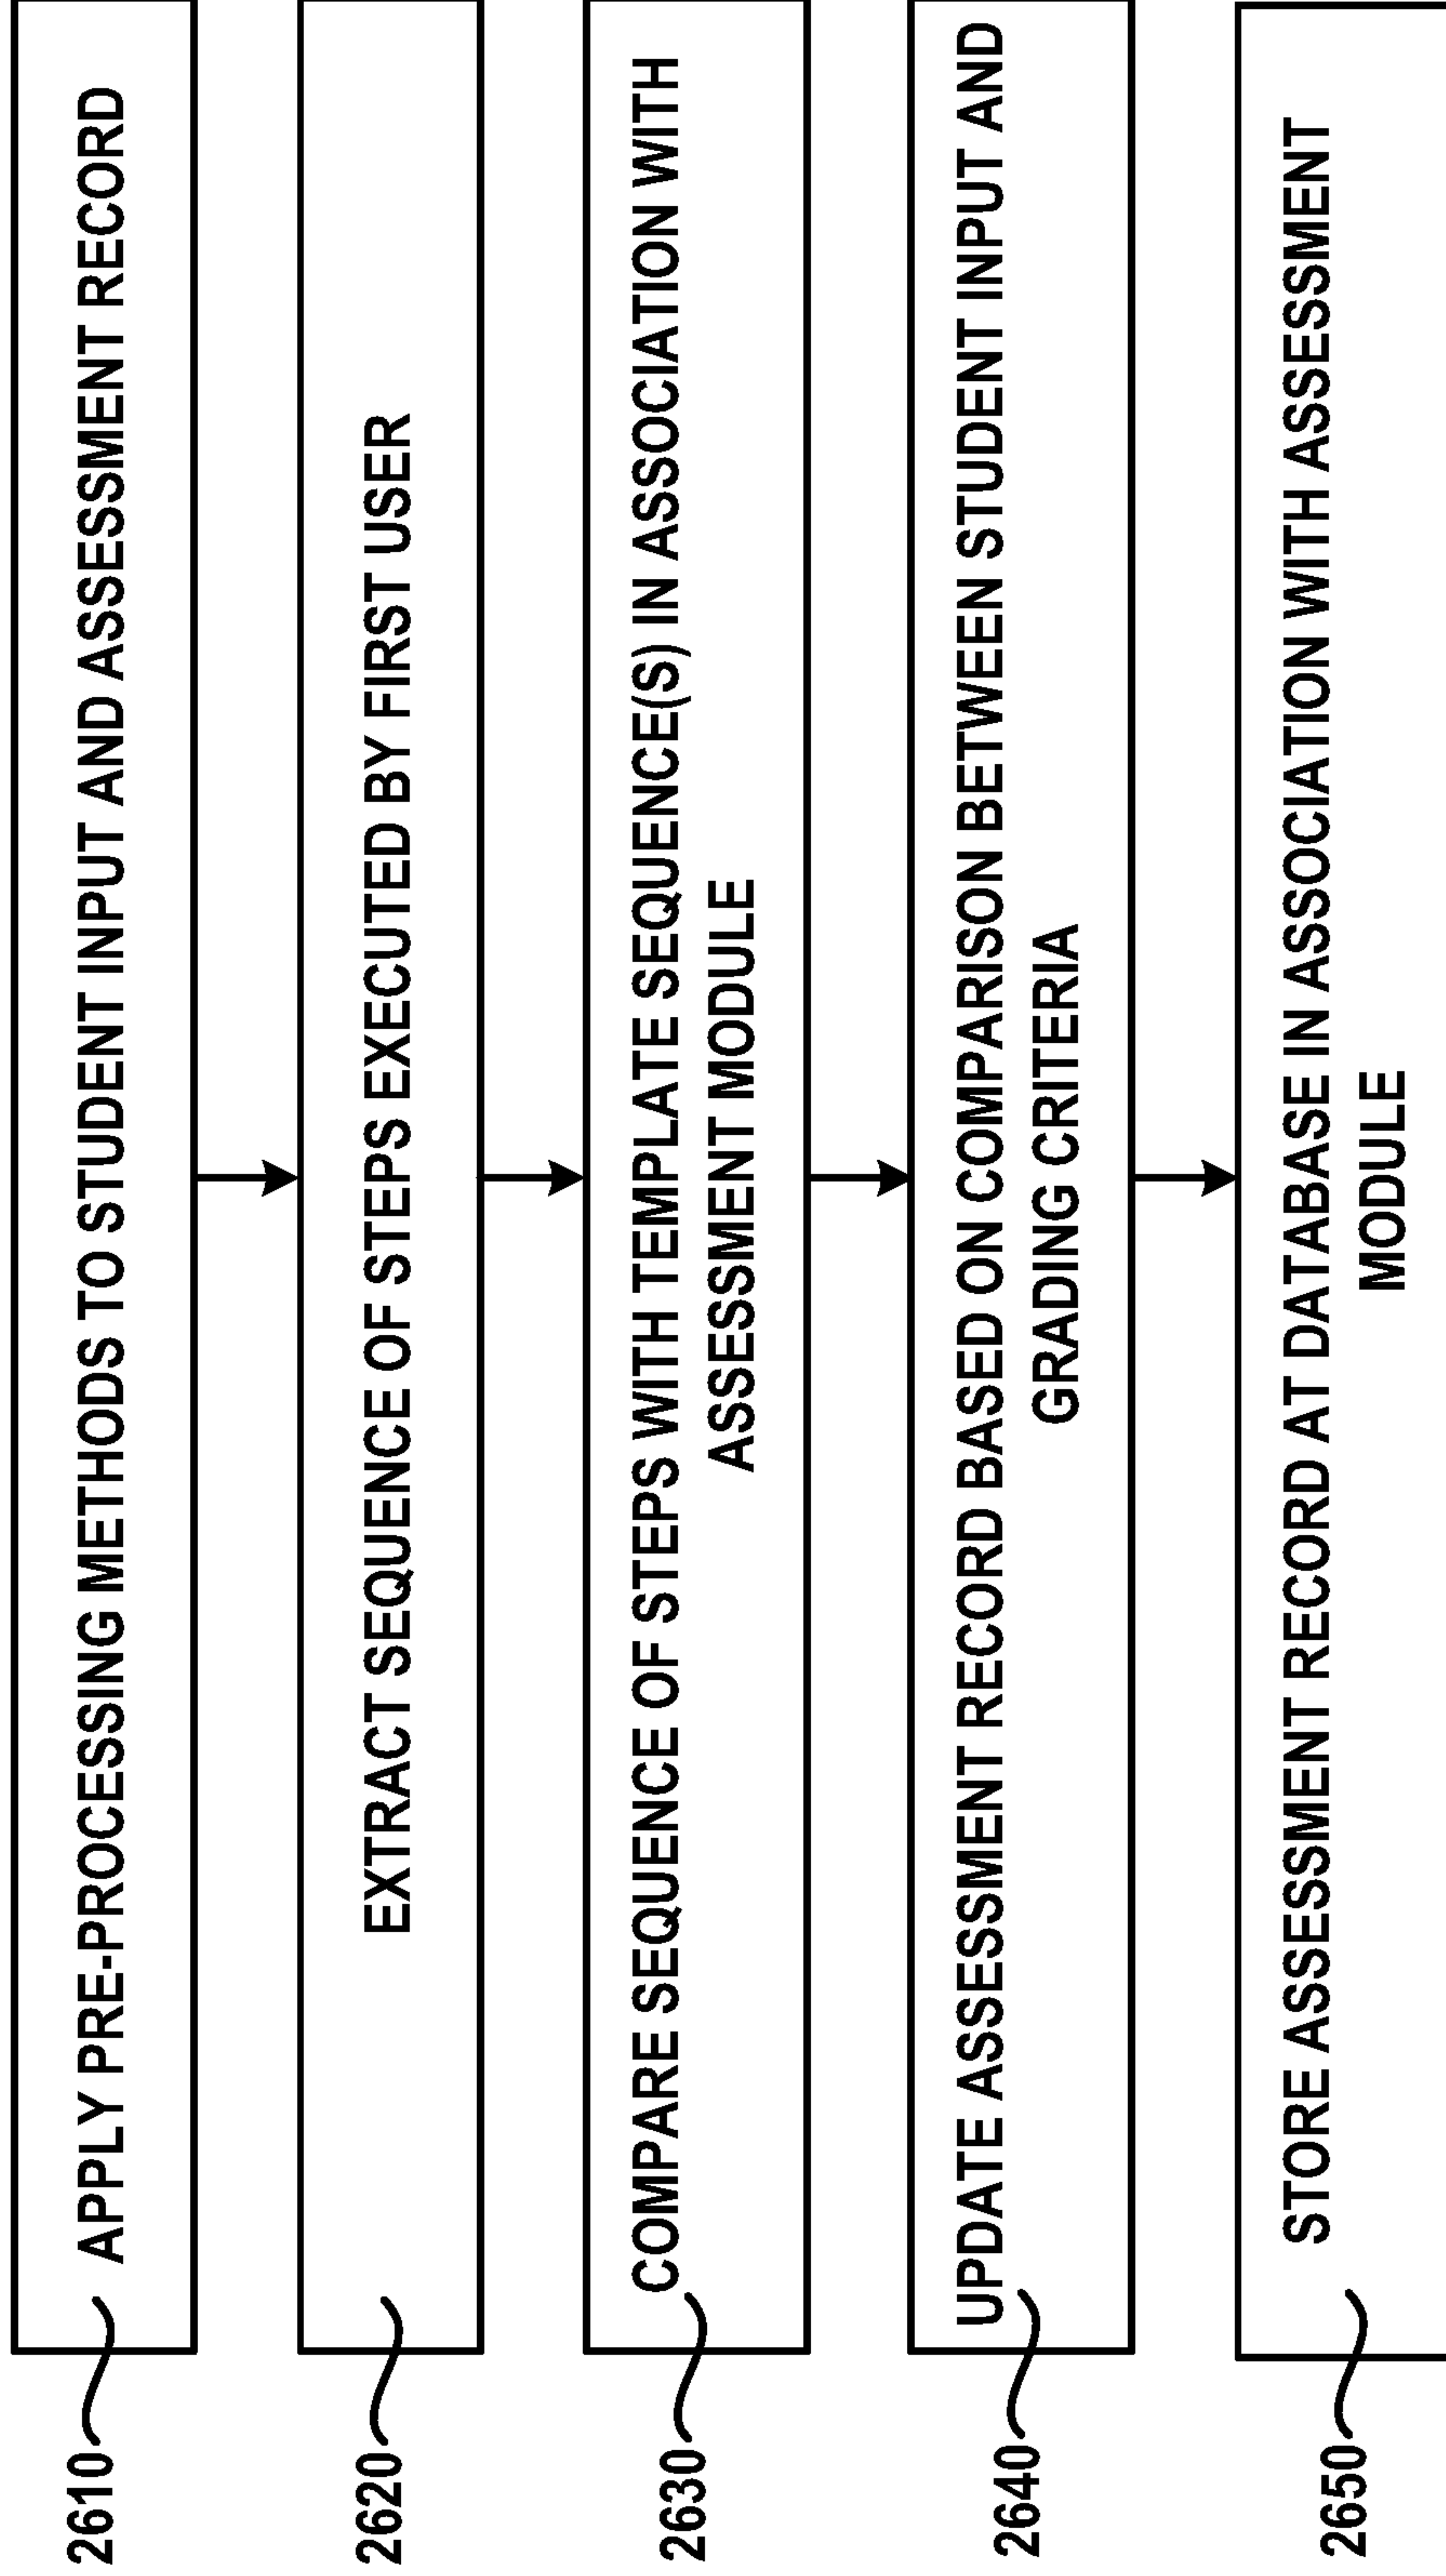 2610
APPLY PRE-PROCESSING METHODS TO STUDENT INPUT AND ASSESSMENT RECORD
2620
EXTRACT SEQUENCE OF STEPS EXECUTED BY FIRST USER
2630
COMPARE SEQUENCE OF STEPS WITH TEMPLATE SEQUENCE(S) IN ASSOCIATION WITH
ASSESSMENT MODULE
2640
UPDATE ASSESSMENT RECORD BASED ON COMPARISON BETWEEN STUDENT INPUT AND
GRADING CRITERIA
2650
STORE ASSESSMENT RECORD AT DATABASE IN ASSOCIATION WITH ASSESSMENT
MODULE